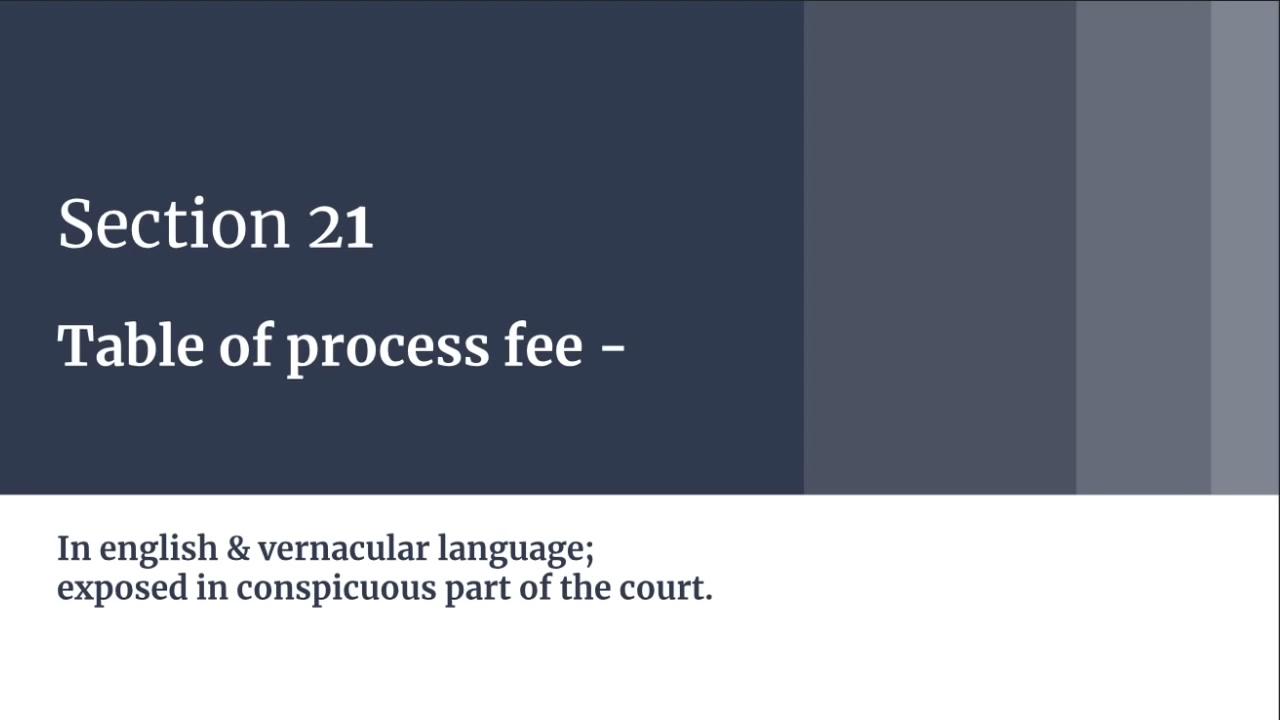 Section 21
Table of process fee -
In english & vernacular language;
exposed in conspicuous part of the court.